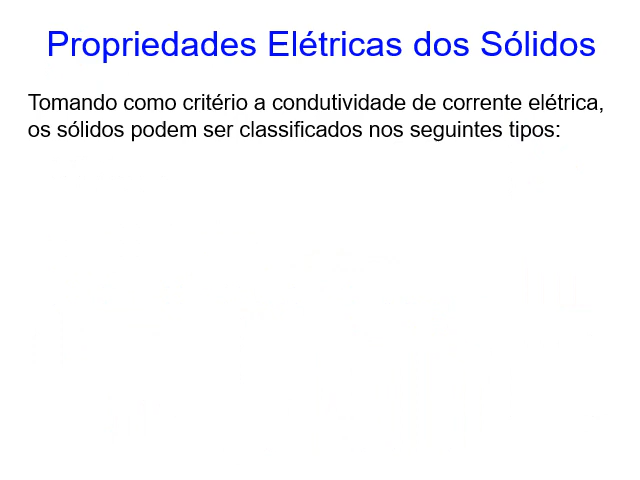 Propriedades Elétricas dos Sólidos
Tomando como critério a condutividade de corrente elétrica,
os sólidos podem ser classificados nos seguintes tipos: